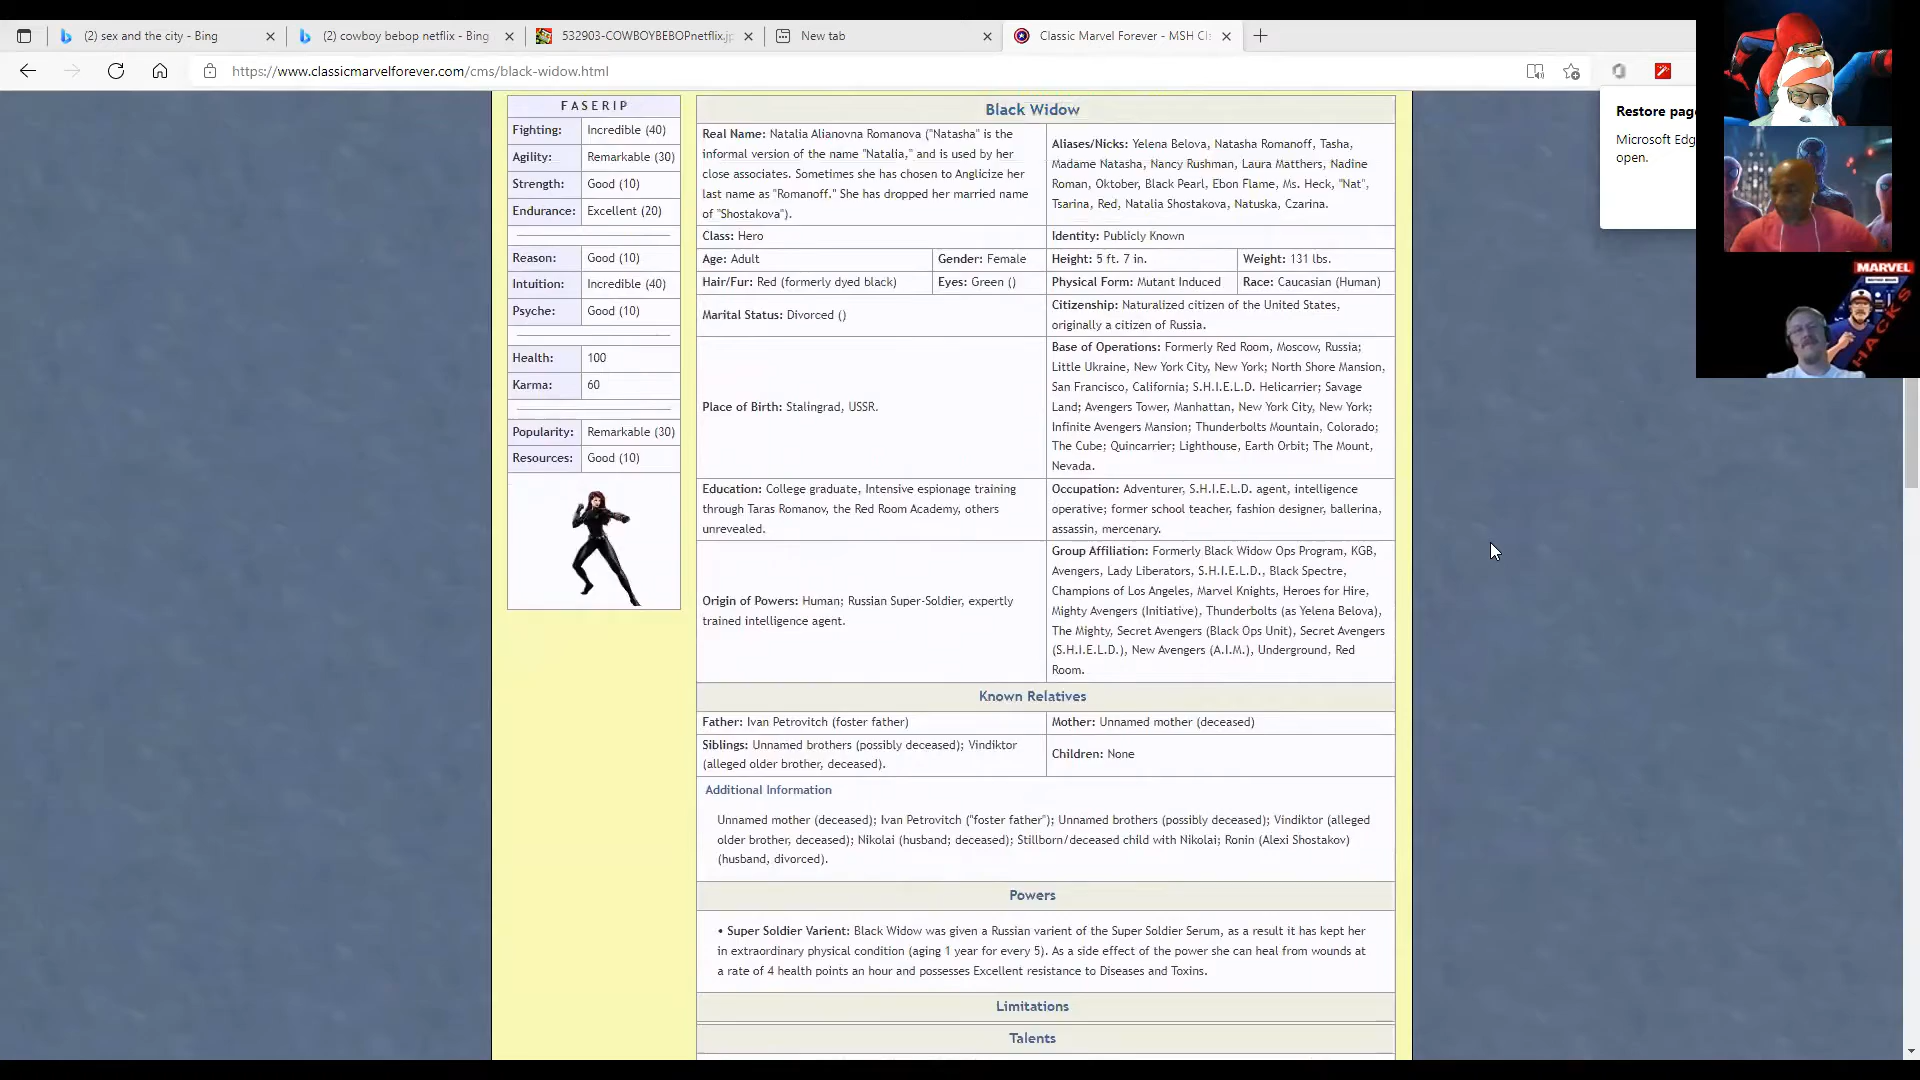 (2) sex and the city - Bing
(2) cowboy bebop netflix - Bing
532903-COWBOYBEBOPnetflix.jp
New tab
Classic Marvel Forever - MSH Cl
https://www.classicmarvelforever.com/cms/black-widow.html
Restore pag
Microsoft Edg
open.
MARVEL
HACKS
FASERIP
Fighting: Incredible (40)
Agility: Remarkable (30)
Strength: Good (10)
Endurance: Excellent (20)
Reason: Good (10)
Intuition: Incredible (40)
Psyche: Good (10)
Health: 100
Karma: 60
Popularity: Remarkable (30)
Resources: Good (10)
Black Widow
Real Name: Natalia Alianovna Romanova ("Natasha" is the
informal version of the name "Natalia," and is used by her
close associates. Sometimes she has chosen to Anglicize her
last name as "Romanoff." She has dropped her married name
of "Shostakova").
Aliases/Nicks: Yelena Belova, Natasha Romanoff, Tasha,
Madame Natasha, Nancy Rushman, Laura Matthers, Nadine
Roman, Oktober, Black Pearl, Ebon Flame, Ms. Heck, "Nat",
Tsarina, Red, Natalia Shostakova, Natuska, Czarina.
Class: Hero
Identity: Publicly Known
Age: Adult
Gender: Female
Height: 5 ft. 7 in.
Weight: 131 lbs.
Hair/Fur: Red (formerly dyed black)
Eyes: Green ()
Physical Form: Mutant Induced
Race: Caucasian (Human)
Marital Status: Divorced ()
Citizenship: Naturalized citizen of the United States,
originally a citizen of Russia.
Place of Birth: Stalingrad, USSR.
Base of Operations: Formerly Red Room, Moscow, Russia;
Little Ukraine, New York City, New York; North Shore Mansion,
San Francisco, California; S.H.I.E.L.D. Helicarrier; Savage
Land; Avengers Tower, Manhattan, New York City, New York;
Infinite Avengers Mansion; Thunderbolts Mountain, Colorado;
The Cube; Quincarrier; Lighthouse, Earth Orbit; The Mount,
Nevada.
Education: College graduate, Intensive espionage training
through Taras Romanov, the Red Room Academy, others
unrevealed.
Occupation: Adventurer, S.H.I.E.L.D. agent, intelligence
operative; former school teacher, fashion designer, ballerina,
assassin, mercenary.
Origin of Powers: Human; Russian Super-Soldier, expertly
trained intelligence agent.
Group Affiliation: Formerly Black Widow Ops Program, KGB,
Avengers, Lady Liberators, S.H.I.E.L.D., Black Spectre,
Champions of Los Angeles, Marvel Knights, Heroes for Hire,
Mighty Avengers (Initiative), Thunderbolts (as Yelena Belova),
The Mighty, Secret Avengers (Black Ops Unit), Secret Avengers
(S.H.I.E.L.D.), New Avengers (A.I.M.), Underground, Red
Room.
Known Relatives
Father: Ivan Petrovitch (foster father)
Mother: Unnamed mother (deceased)
Siblings: Unnamed brothers (possibly deceased); Vindiktor
(alleged older brother, deceased).
Children: None
Additional Information
Unnamed mother (deceased); Ivan Petrovitch ("foster father"); Unnamed brothers (possibly deceased); Vindiktor (alleged
older brother, deceased); Nikolai (husband; deceased); Stillborn/deceased child with Nikolai; Ronin (Alexi Shostakov)
(husband, divorced).
Powers
• Super Soldier Varient: Black Widow was given a Russian varient of the Super Soldier Serum, as a result it has kept her
in extraordinary physical condition (aging 1 year for every 5). As a side effect of the power she can heal from wounds at
a rate of 4 health points an hour and possesses Excellent resistance to Diseases and Toxins.
Limitations
Talents